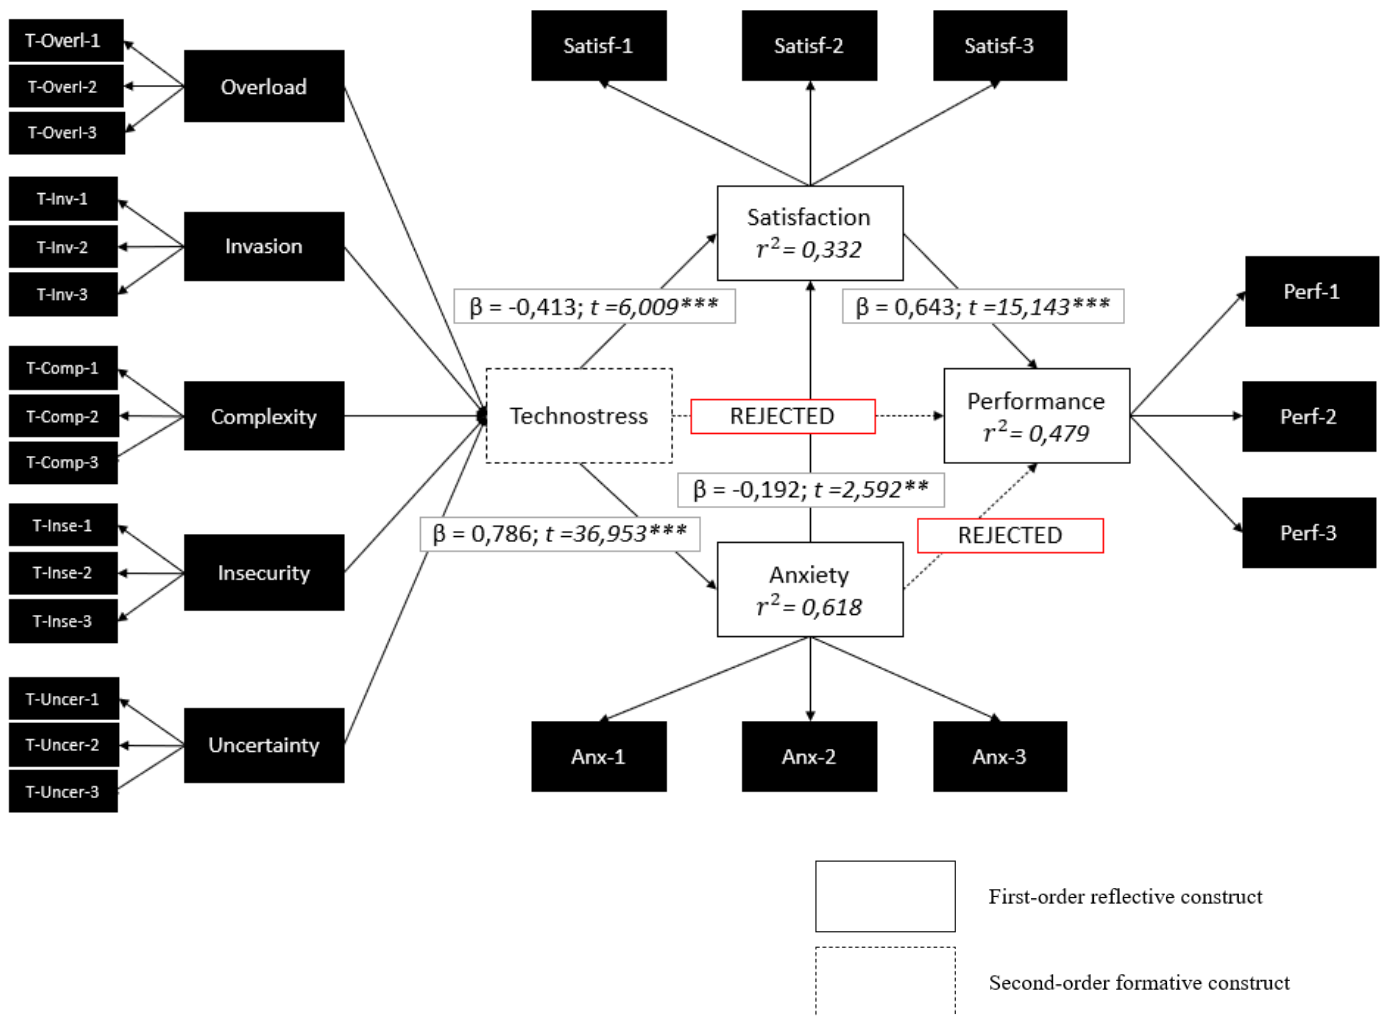 T-Overl-1
T-Overl-2
T-Overl-3
Overload
T-Inv-1
T-Inv-2
T-Inv-3
Invasion
T-Comp-1
T-Comp-2
T-Comp-3
Complexity
T-Inse-1
T-Inse-2
T-Inse-3
Insecurity
T-Uncer-1
T-Uncer-2
T-Uncer-3
Uncertainty
Satisf-1
Satisf-2
Satisf-3
Satisfaction
r² = 0,332
β = -0,413; t =6,009***
β = 0,643; t =15,143***
Technostress
REJECTED
Performance
r² = 0,479
β = -0,192; t =2,592**
β = 0,786; t =36,953***
REJECTED
Anxiety
r² = 0,618
Perf-1
Perf-2
Perf-3
Anx-1
Anx-2
Anx-3
First-order reflective construct
Second-order formative construct